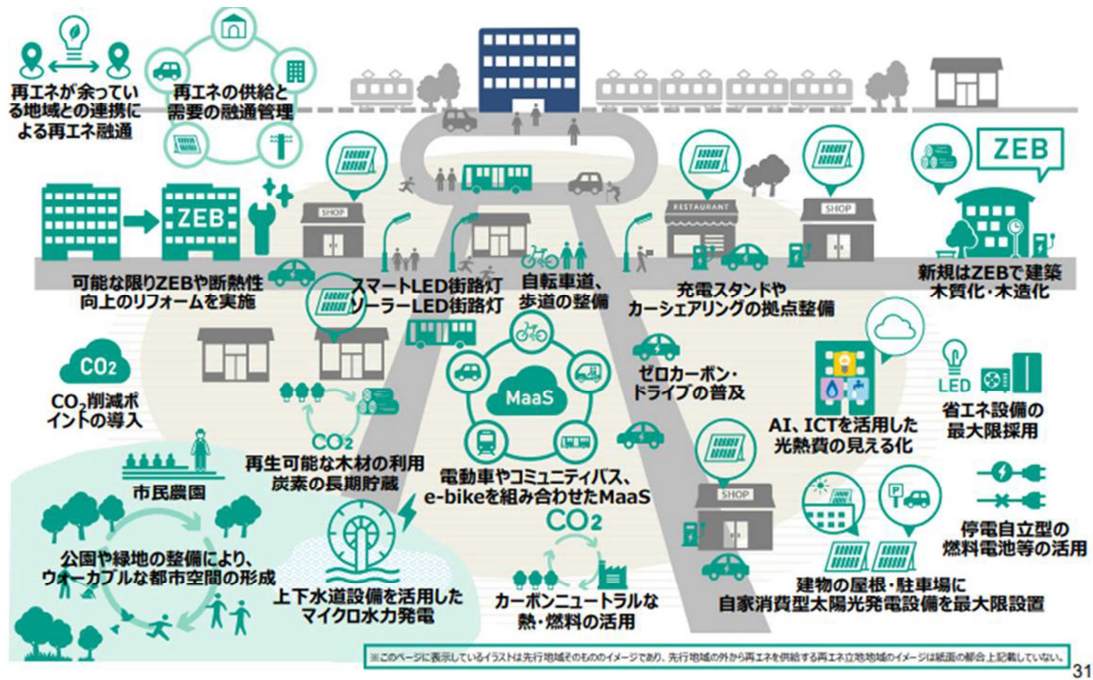 再エネが余ってい
る地域との連携に
よる再エネ融通
再エネの供給と
需要の融通管理
ZEB
ZEB
SHOP
RESTAURANT
SHOP
可能な限りZEBや断熱性
向上のリフォームを実施
スマートLED街路灯
ソーラーLED街路灯
自転車道、
歩道の整備
充電スタンドや
カーシェアリングの拠点整備
新規はZEBで建築
木質化・木造化
CO2
CO2削減ポ
イントの導入
CO2
再生可能な木材の利用
炭素の長期貯蔵
MaaS
電動車やコミュニティバス、
e-bikeを組み合わせたMaaS
ゼロカーボン・
ドライブの普及
AI、ICTを活用した
光熱費の見える化
LED
省エネ設備の
最大限採用
市民農園
公園や緑地の整備により、
ウォーカブルな都市空間の形成
上下水道設備を活用した
マイクロ水力発電
CO2
カーボンニュートラルな
熱・燃料の活用
SHOP
P
建物の屋根・駐車場に
自家消費型太陽光発電設備を最大限設置
停電自立型の
燃料電池等の活用
※このページに表示しているイラストは先行地域そのもののイメージであり、先行地域の外から再エネを供給する再エネ立地地域のイメージは紙面の都合上記載していない。
31